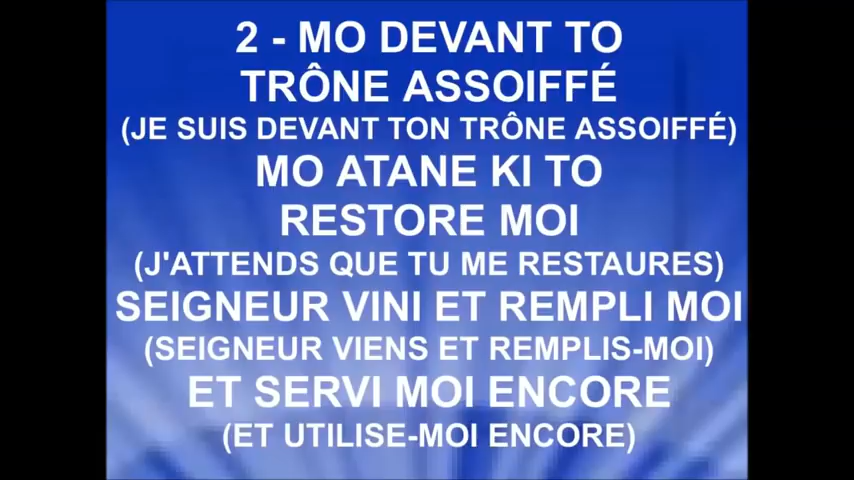 2 - MO DEVANT TO
TRÔNE ASSOIFFÉ
(JE SUIS DEVANT TON TRÔNE ASSOIFFÉ)
MO ATANE KI TO
RESTORE MOI
(J'ATTENDS QUE TU ME RESTAURES)
SEIGNEUR VINI ET REMPLI MOI
(SEIGNEUR VIENS ET REMPLIS-MOI)
ET SERVI MOI ENCORE
(ET UTILISE-MOI ENCORE)